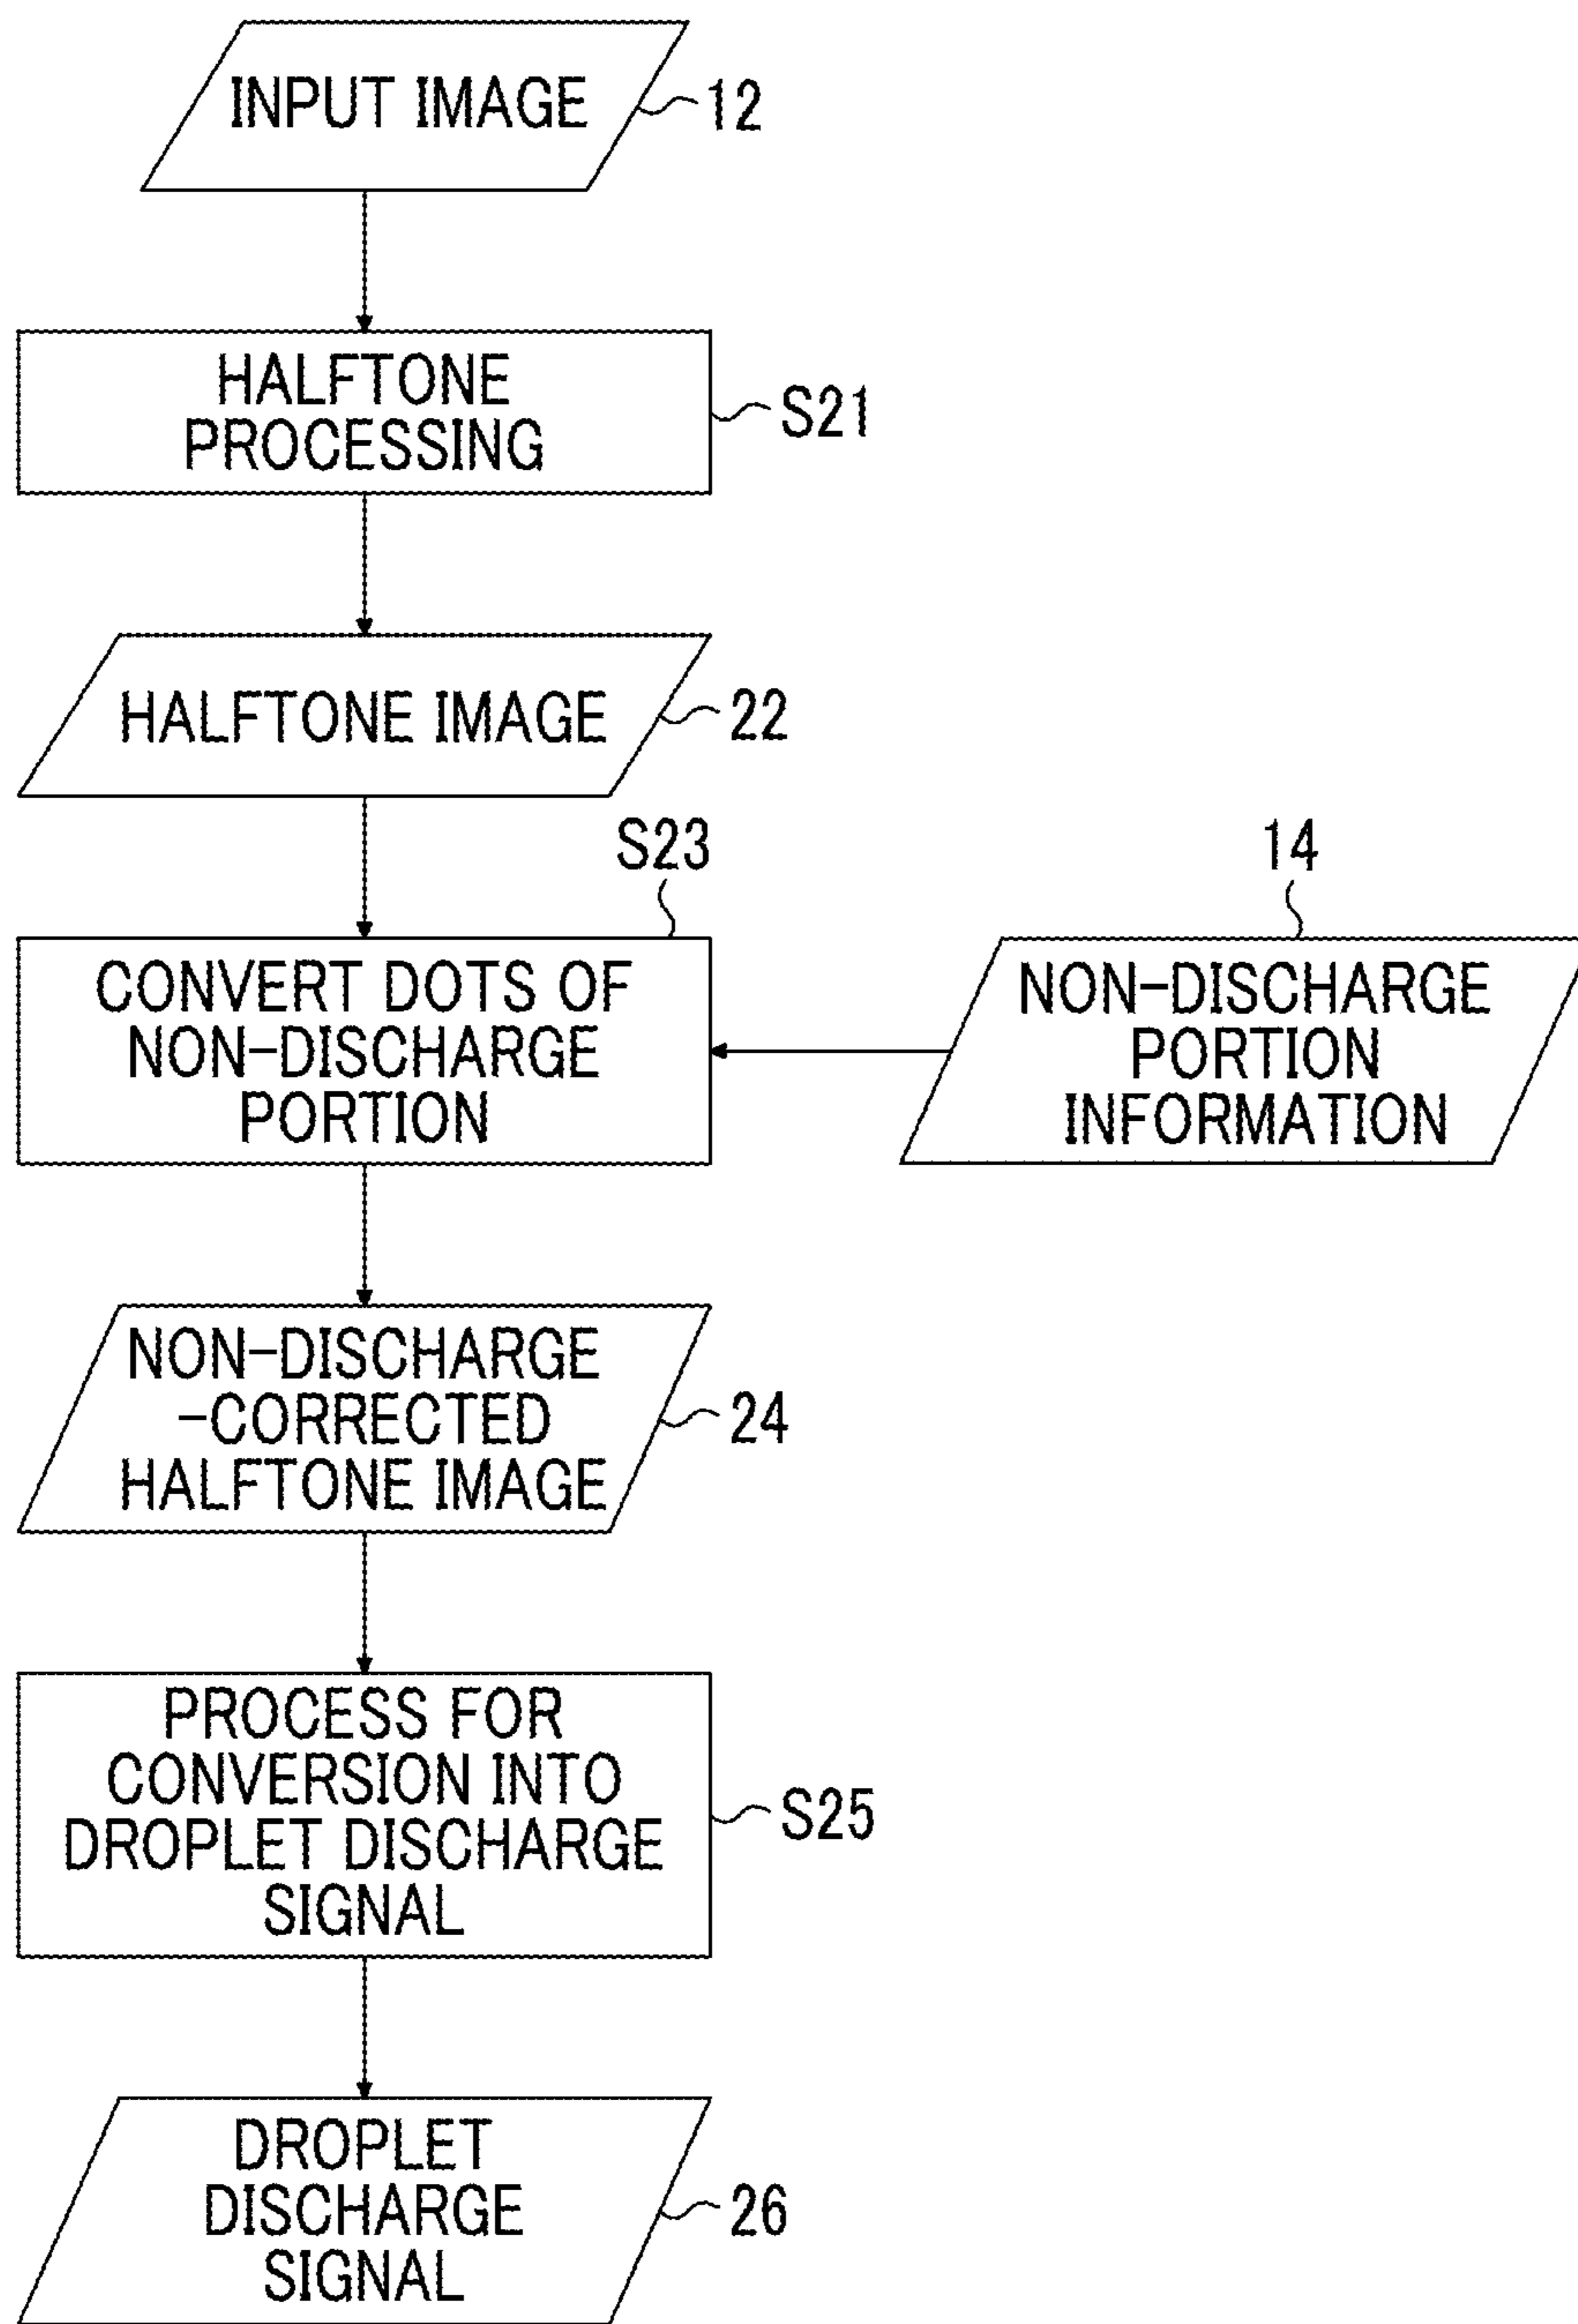 INPUT IMAGE
12
HALFTONE
PROCESSING
S21
HALFTONE IMAGE
22
S23
14
CONVERT DOTS OF
NON-DISCHARGE
PORTION
NON-DISCHARGE
PORTION
INFORMATION
NON-DISCHARGE
-CORRECTED
HALFTONE IMAGE
24
PROCESS FOR
CONVERSION INTO
DROPLET DISCHARGE
SIGNAL
S25
DROPLET
DISCHARGE
SIGNAL
26